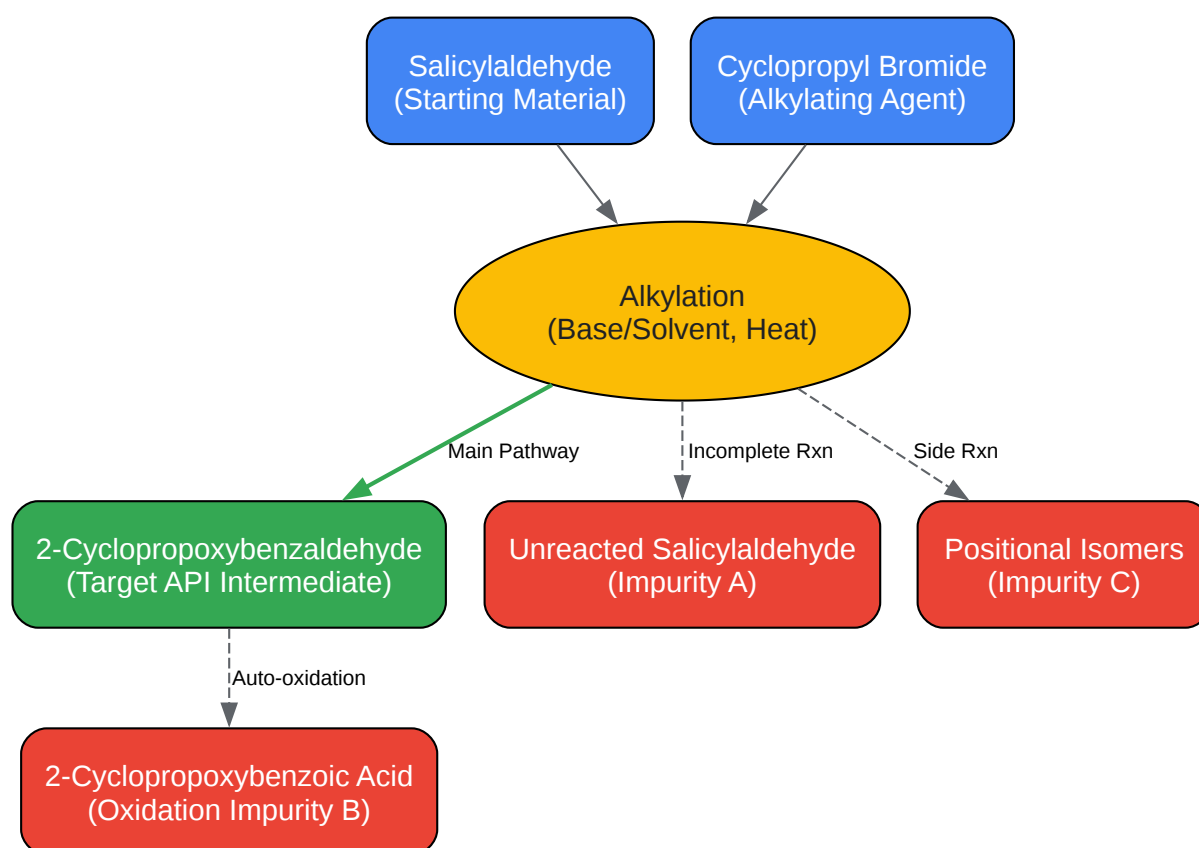 Salicylaldehyde
(Starting Material)
Cyclopropyl Bromide
(Alkylating Agent)
Alkylation
(Base/Solvent, Heat)
Main Pathway
Incomplete Rxn
Side Rxn
2-Cyclopropoxybenzaldehyde
(Target API Intermediate)
Unreacted Salicylaldehyde
(Impurity A)
Positional Isomers
(Impurity C)
Auto-oxidation
2-Cyclopropoxybenzoic Acid
(Oxidation Impurity B)